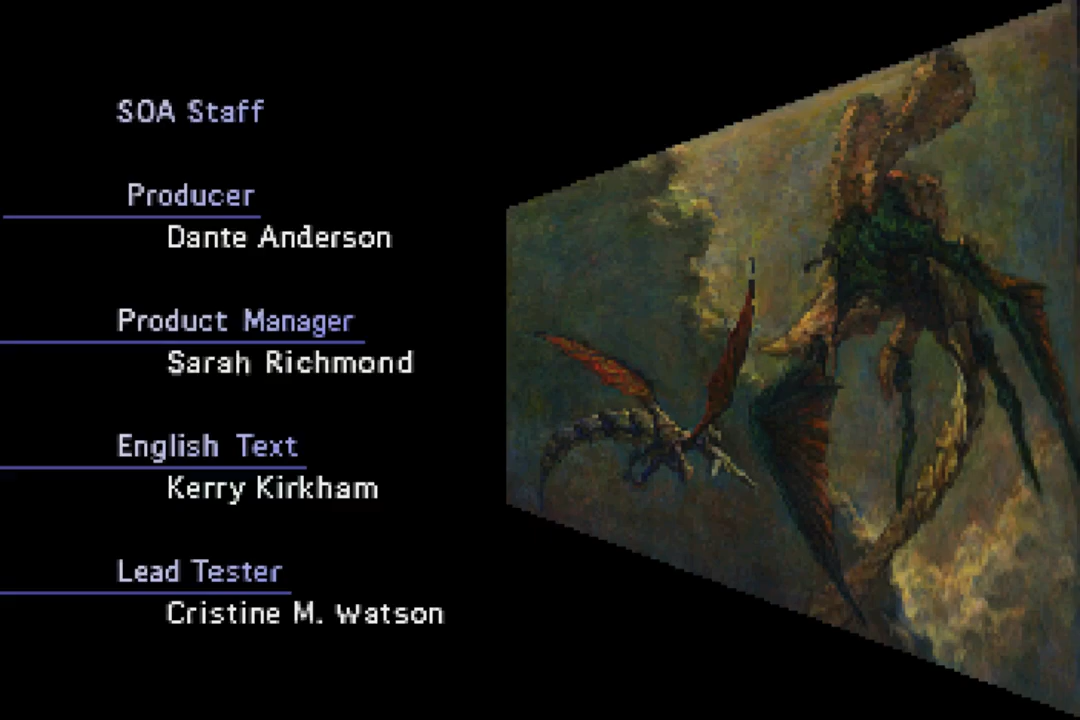 SOA Staff
Producer
Dante Anderson
Product Manager
Sarah Richmond
English Text
Kerry Kirkham
Lead Tester
Cristine M. Watson